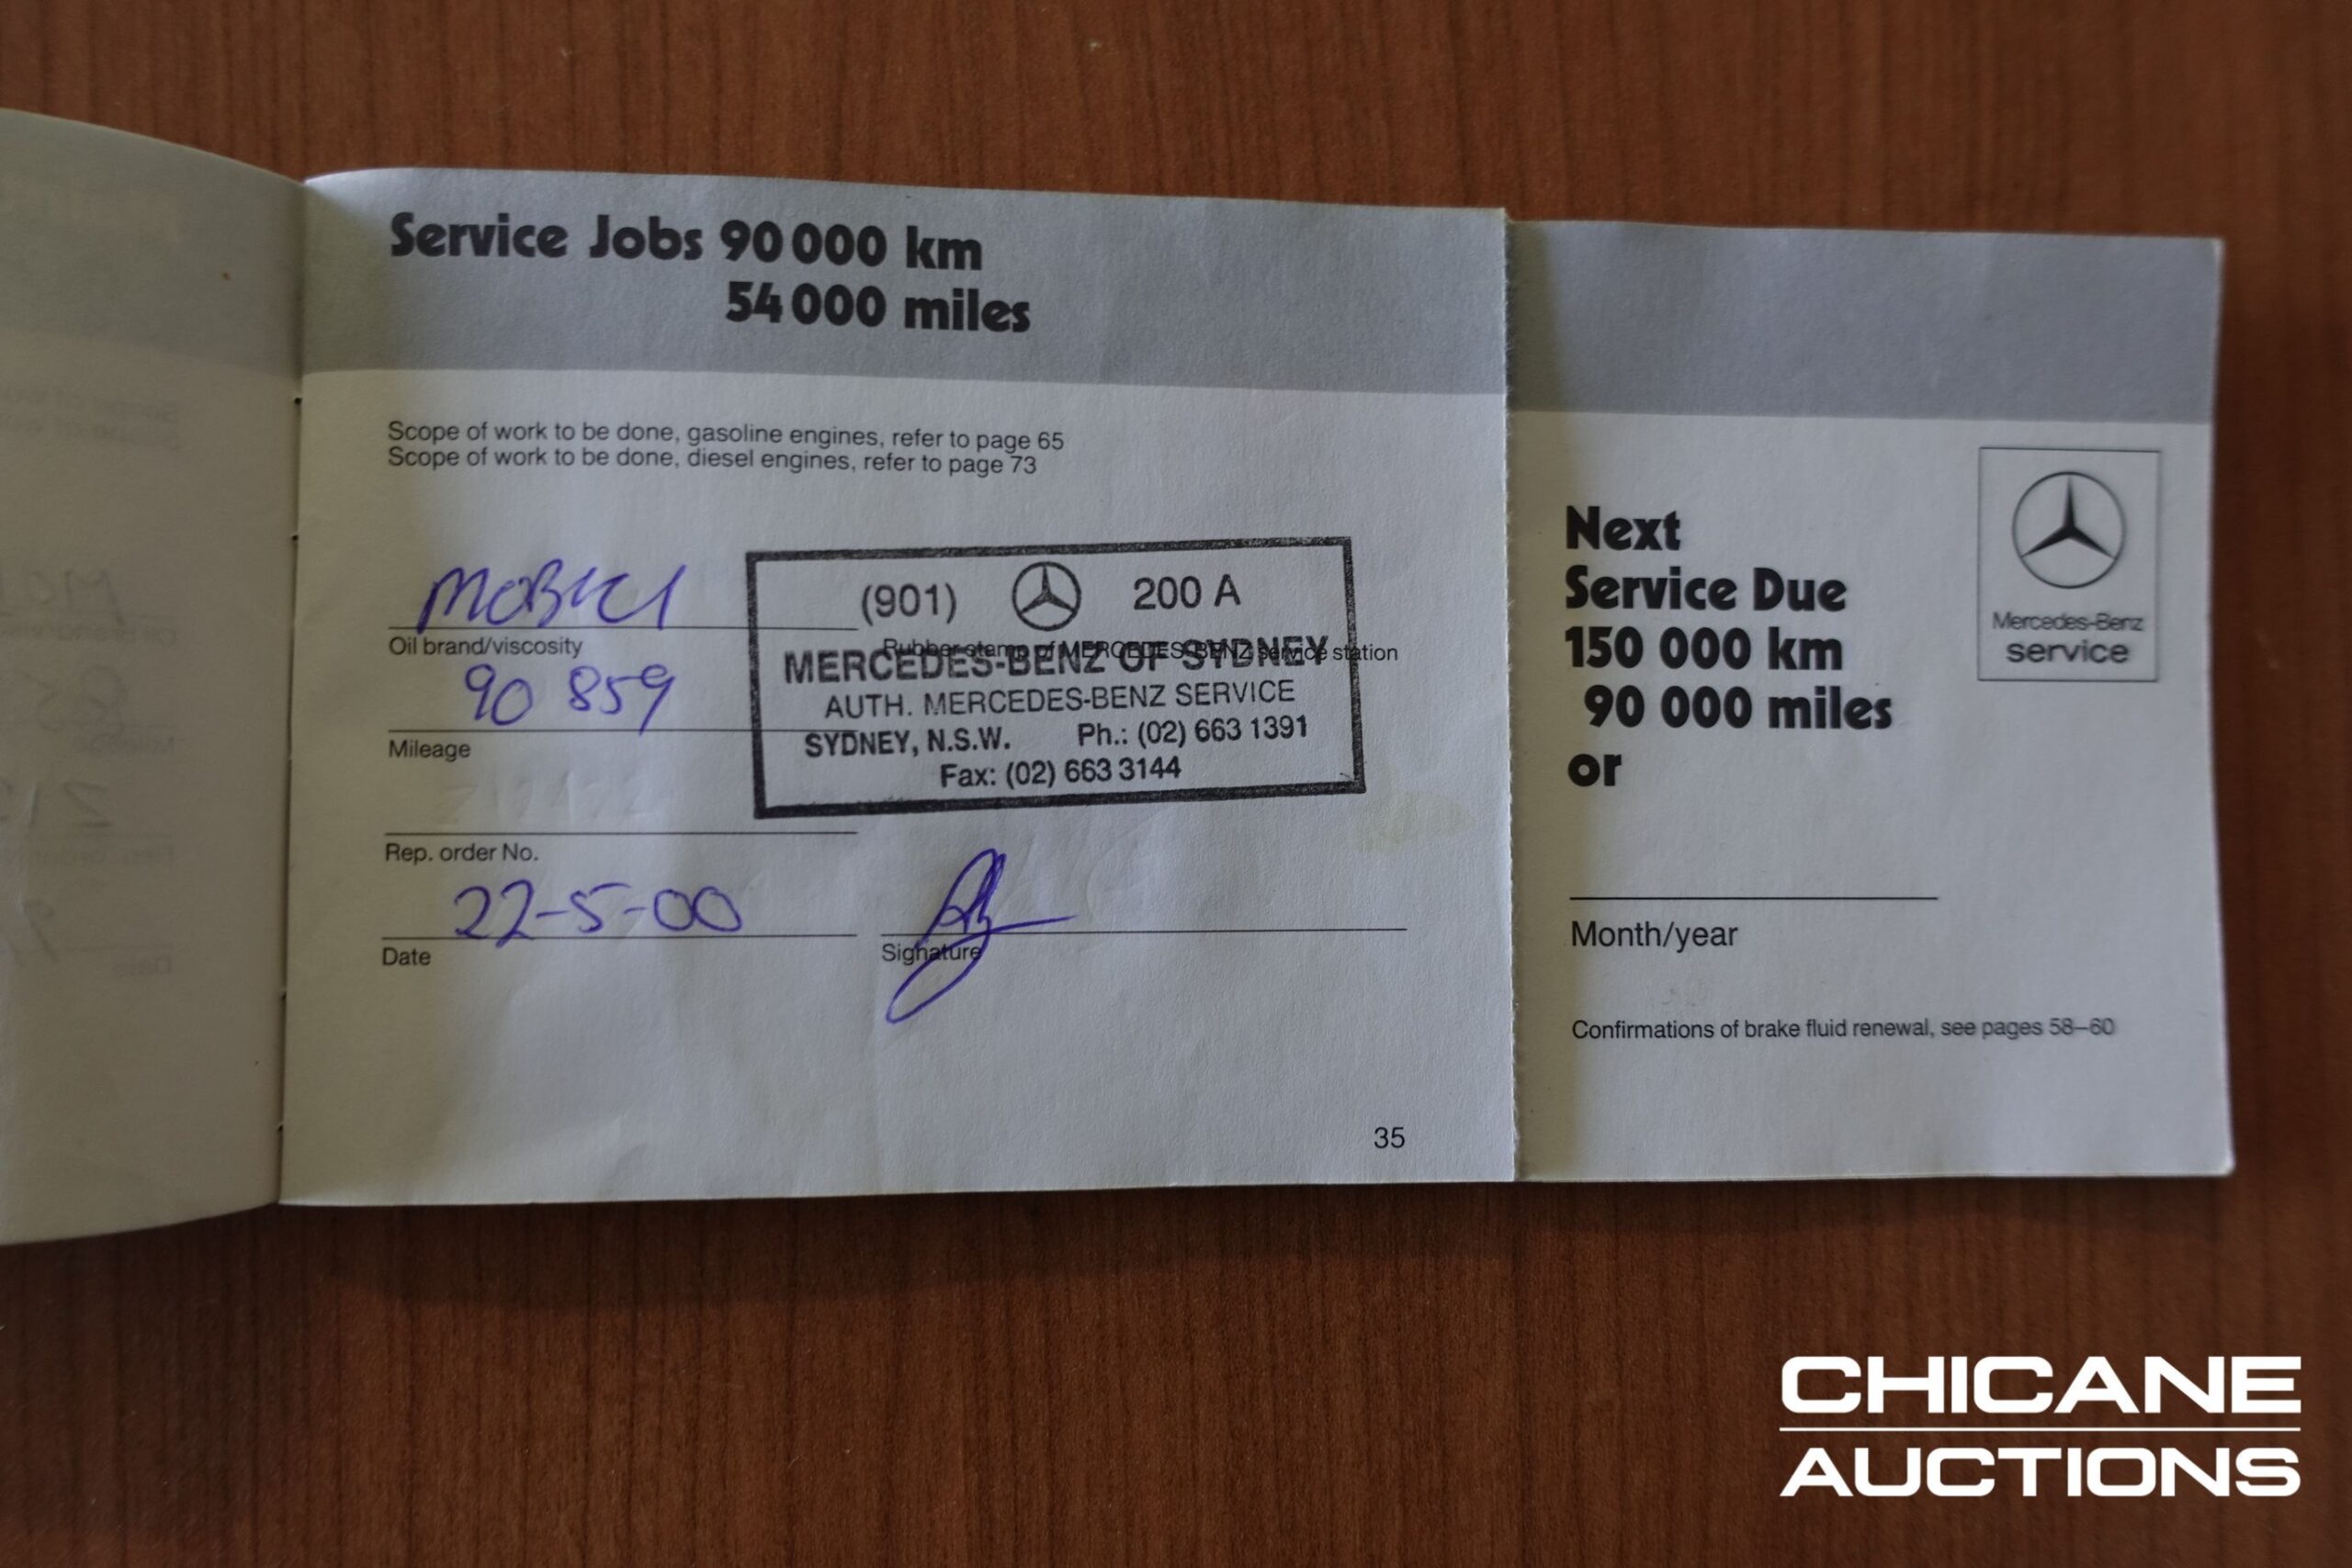 Service Jobs 90 000 km
54 000 miles
Scope of work to be done, gasoline engines, refer to page 65
Scope of work to be done, diesel engines, refer to page 73
Oil brand/viscosity
90 859
Mileage
Rep. order No.
22-5-00
Date
(901) 200 A
Rubber stamp of MERCEDES-BENZ service station
MERCEDES-BENZ OF SYDNEY
AUTH. MERCEDES-BENZ SERVICE
SYDNEY, N.S.W. Ph.: (02) 663 1391
Fax: (02) 663 3144
Signature
35
Next
Service Due
150 000 km
90 000 miles
or
Month/year
Confirmations of brake fluid renewal, see pages 58–60
Mercedes-Benz
service
CHICANE
AUCTIONS